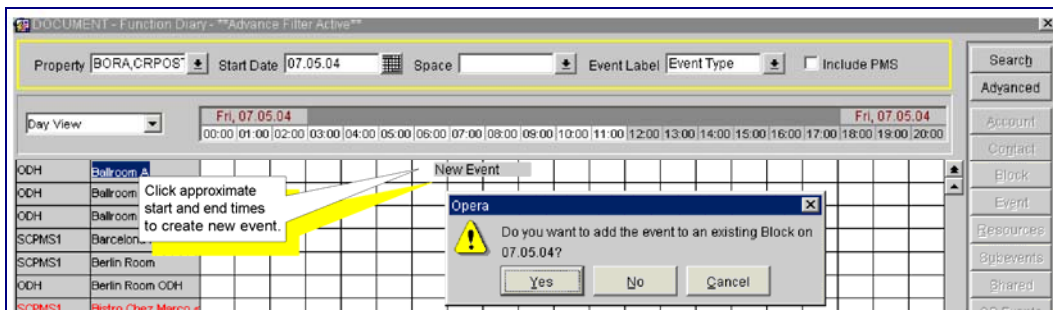 DOCUMENT - Function Diary - **Advance Filter Active**
Property BORA,CRPOST Start Date 07.05.04 Space Event Label Event Type Include PMS
Search
Advanced
Day View
Fri, 07.05.04 Fri, 07.05.04
00:00 01:00 02:00 03:00 04:00 05:00 06:00 07:00 08:00 09:00 10:00 11:00 12:00 13:00 14:00 15:00 16:00 17:00 18:00 19:00 20:00
Account
Contact
Block
Event
Resources
Subevents
Shared
ODH Ballroom A
New Event
ODH Ballroom
ODH Ballroom
SCPMS1 Barcelona
SCPMS1 Berlin Room
ODH Berlin Room ODH
SCPMS1 Bistro Chez Marco
Click approximate
start and end times
to create new event.
Opera
Do you want to add the event to an existing Block on
07.05.04?
Yes No Cancel